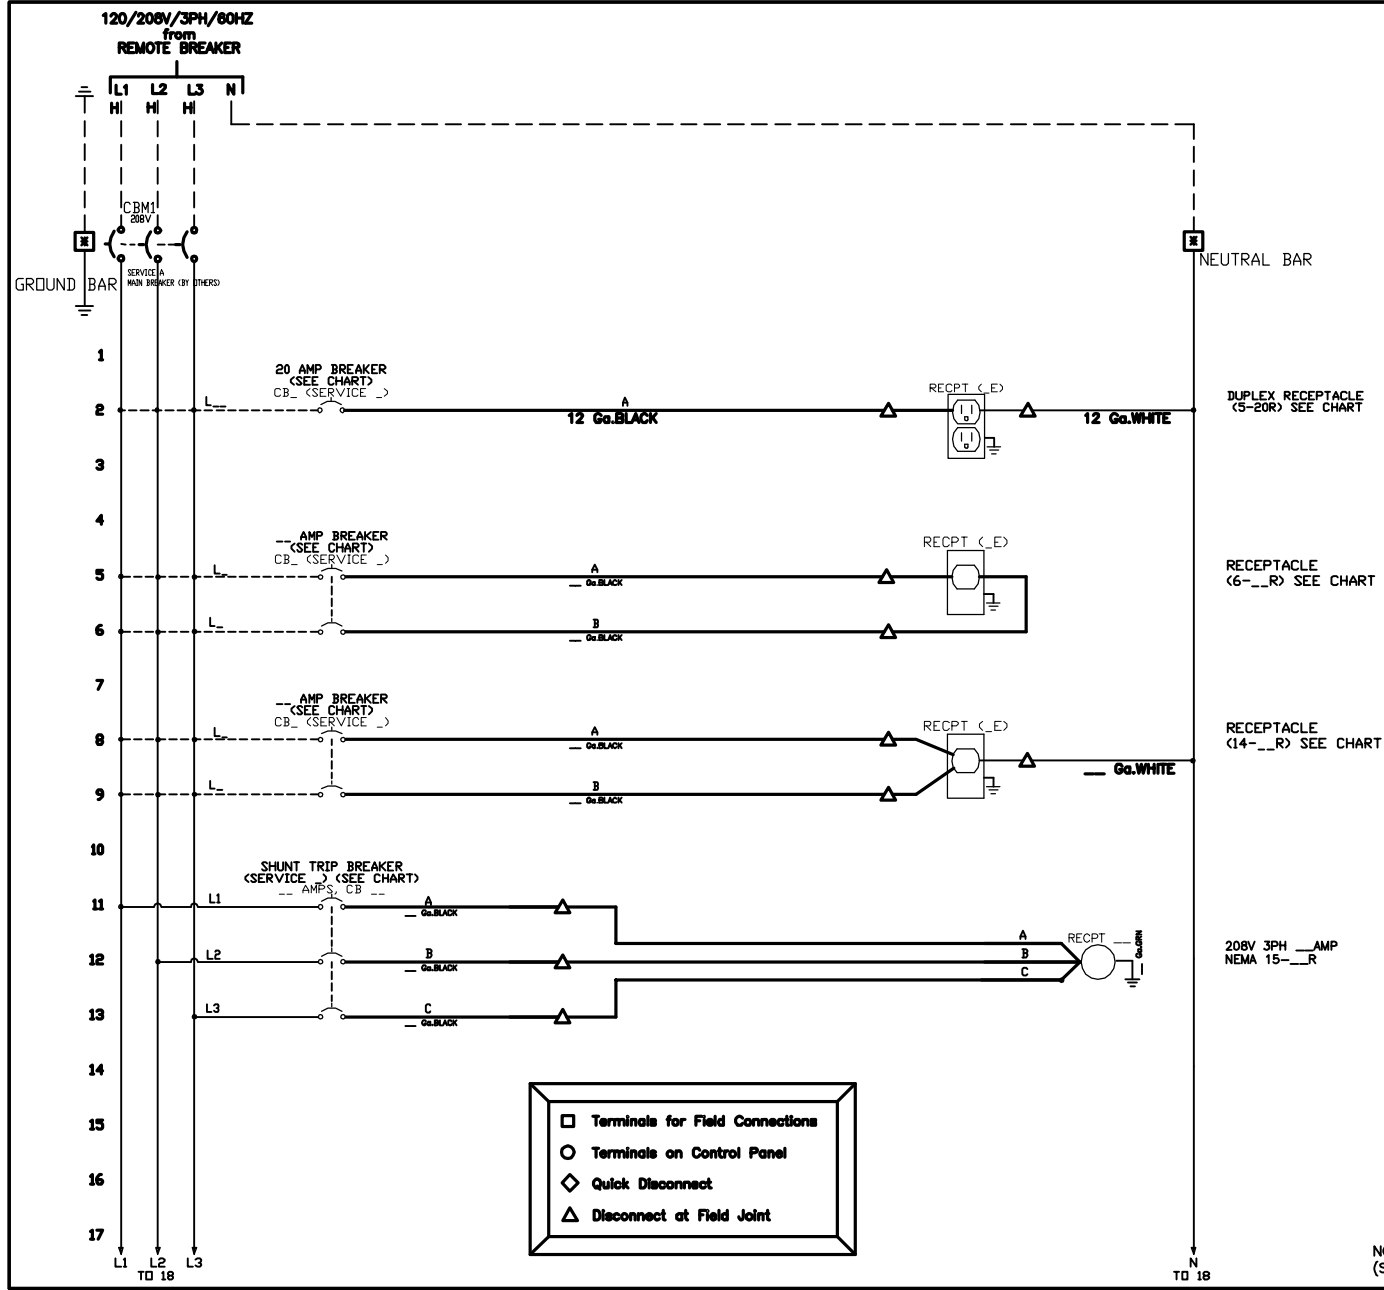 120/208V/3PH/60HZ
from
REMOTE BREAKER
L1 L2 L3 N
H H H
CBM1
208V
SERVICE A
MAIN BREAKER (BY OTHERS)
GROUND BAR
NEUTRAL BAR
1
20 AMP BREAKER
(SEE CHART)
CB_ (SERVICE _)
2
L__
A
12 Ga.BLACK
RECPT (_E)
12 Ga.WHITE
DUPLEX RECEPTACLE
(5-20R) SEE CHART
3
4
__ AMP BREAKER
(SEE CHART)
CB_ (SERVICE _)
5
L_
A
__ Ga.BLACK
RECPT (_E)
RECEPTACLE
(6-__R) SEE CHART
6
L_
B
__ Ga.BLACK
7
__ AMP BREAKER
(SEE CHART)
CB_ (SERVICE _)
8
L_
A
__ Ga.BLACK
RECPT (_E)
__ Ga.WHITE
RECEPTACLE
(14-__R) SEE CHART
9
L_
B
__ Ga.BLACK
10
SHUNT TRIP BREAKER
(SERVICE _) (SEE CHART)
__ AMPS, CB __
11
L1
A
__ Ga.BLACK
A
RECPT __
__ Ga.GRN
12
L2
B
__ Ga.BLACK
B
C
208V 3PH __AMP
NEMA 15-__R
13
L3
C
__ Ga.BLACK
14
15
16
17
Terminals for Field Connections
Terminals on Control Panel
Quick Disconnect
Disconnect at Field Joint
L1 L2 L3
TO 18
N
TO 18